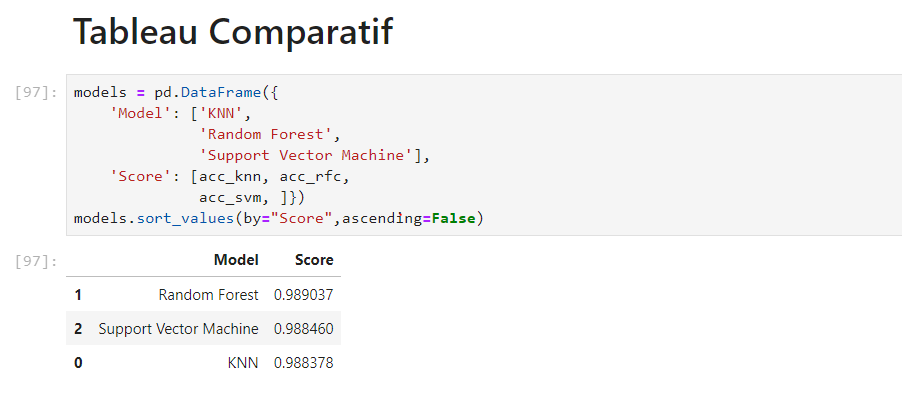 Tableau Comparatif
[97]: models = pd.DataFrame({
'Model': ['KNN',
'Random Forest',
'Support Vector Machine'],
'Score': [acc_knn, acc_rfc,
acc_svm, ]})
models.sort_values(by="Score",ascending=False)
[97]: Model Score
1 Random Forest 0.989037
2 Support Vector Machine 0.988460
0 KNN 0.988378